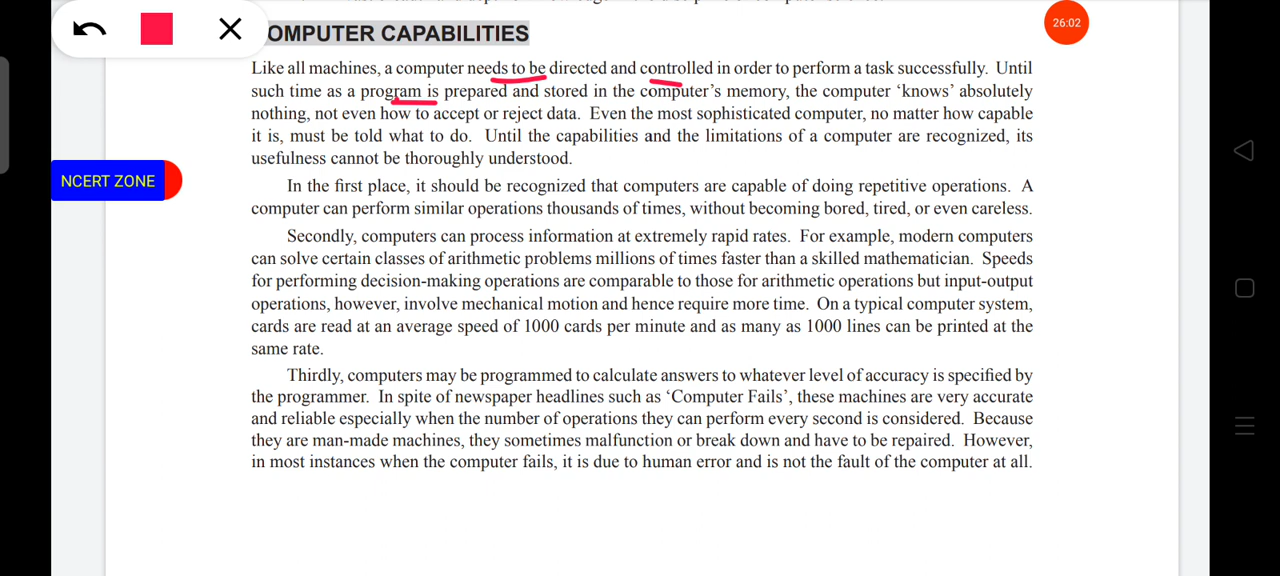 OMPUTER CAPABILITIES
26:02
Like all machines, a computer needs to be directed and controlled in order to perform a task successfully. Until
such time as a program is prepared and stored in the computer's memory, the computer ‘knows’ absolutely
nothing, not even how to accept or reject data. Even the most sophisticated computer, no matter how capable
it is, must be told what to do. Until the capabilities and the limitations of a computer are recognized, its
usefulness cannot be thoroughly understood.
NCERT ZONE
In the first place, it should be recognized that computers are capable of doing repetitive operations. A
computer can perform similar operations thousands of times, without becoming bored, tired, or even careless.
Secondly, computers can process information at extremely rapid rates. For example, modern computers
can solve certain classes of arithmetic problems millions of times faster than a skilled mathematician. Speeds
for performing decision-making operations are comparable to those for arithmetic operations but input-output
operations, however, involve mechanical motion and hence require more time. On a typical computer system,
cards are read at an average speed of 1000 cards per minute and as many as 1000 lines can be printed at the
same rate.
Thirdly, computers may be programmed to calculate answers to whatever level of accuracy is specified by
the programmer. In spite of newspaper headlines such as ‘Computer Fails’, these machines are very accurate
and reliable especially when the number of operations they can perform every second is considered. Because
they are man-made machines, they sometimes malfunction or break down and have to be repaired. However,
in most instances when the computer fails, it is due to human error and is not the fault of the computer at all.